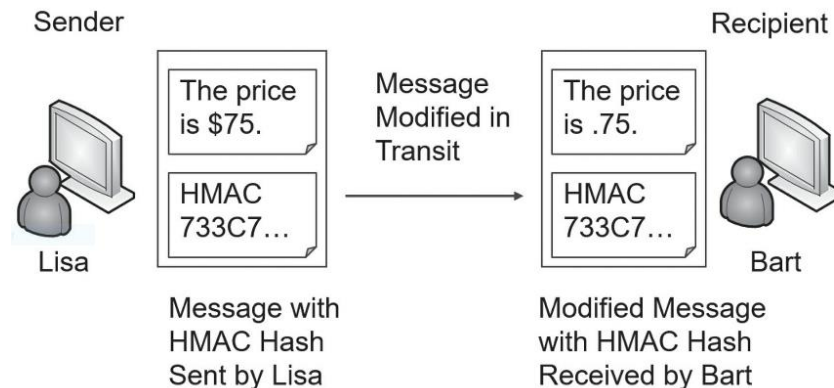 Sender
Recipient
The price
is $75.
HMAC
733C7…
Message
Modified in
Transit
The price
is .75.
HMAC
733C7…
Lisa
Bart
Message with
HMAC Hash
Sent by Lisa
Modified Message
with HMAC Hash
Received by Bart